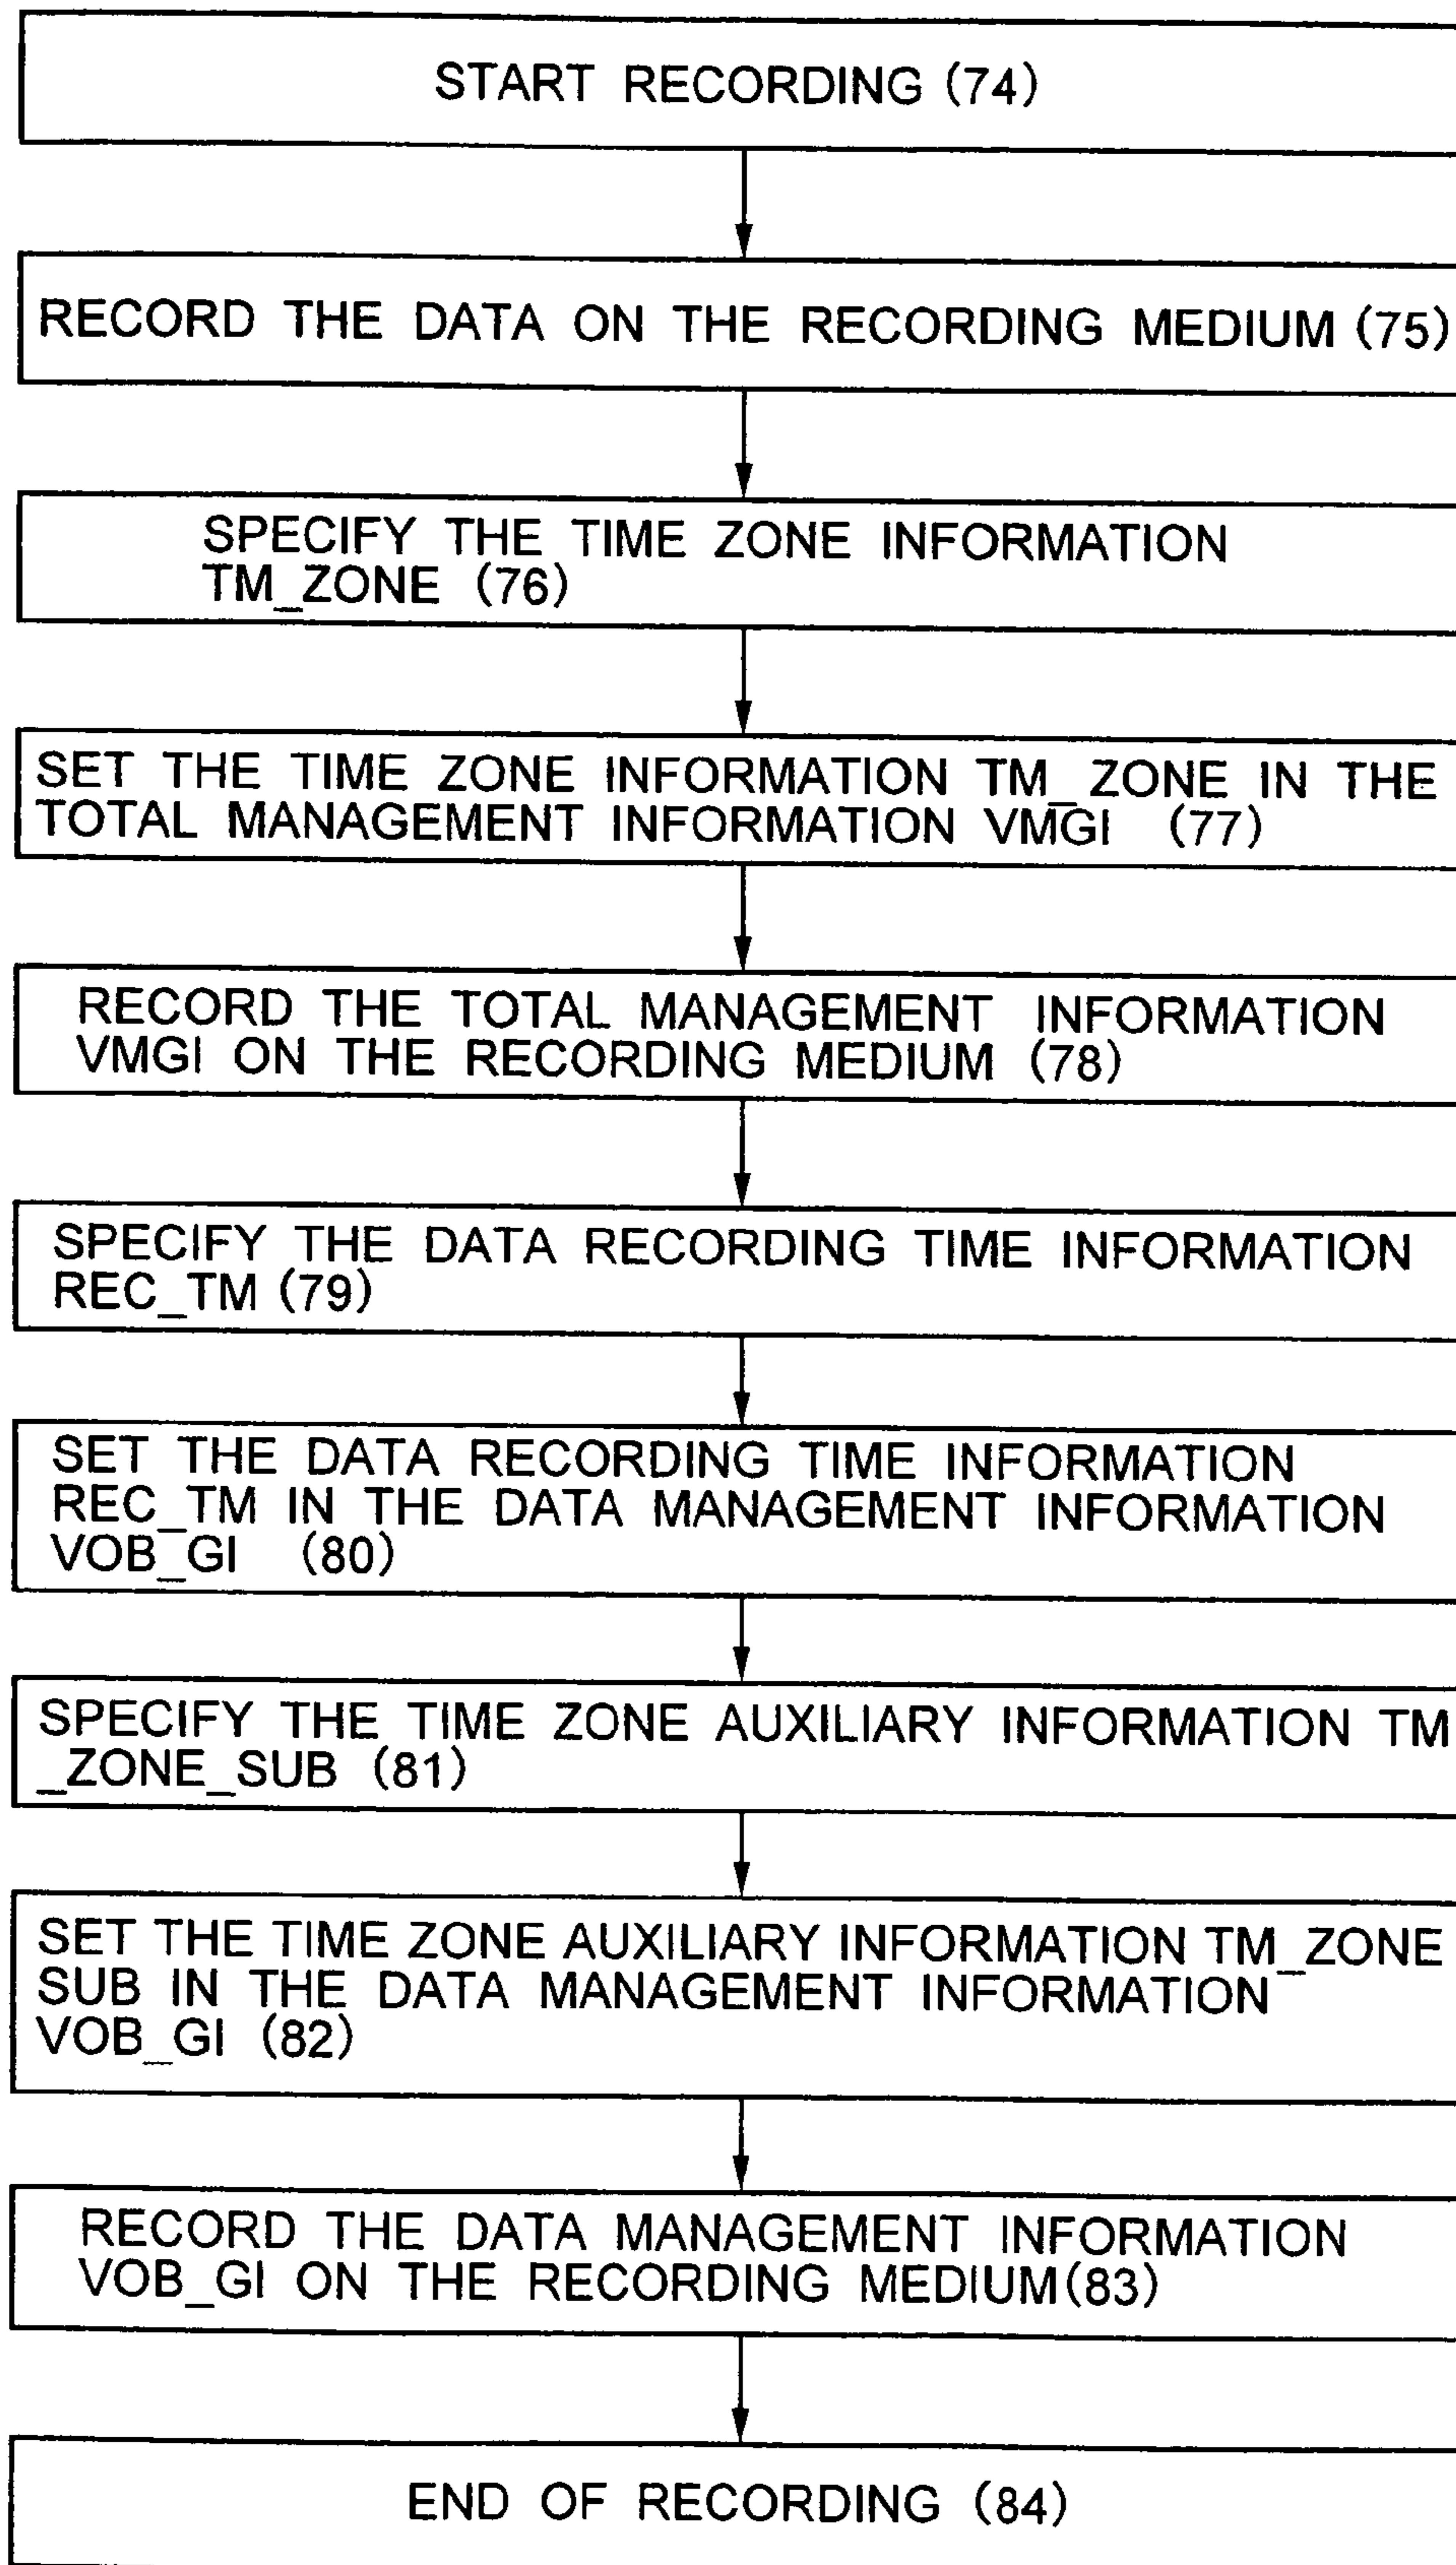 START RECORDING (74)
RECORD THE DATA ON THE RECORDING MEDIUM (75)
SPECIFY THE TIME ZONE INFORMATION
TM_ZONE (76)
SET THE TIME ZONE INFORMATION TM_ZONE IN THE
TOTAL MANAGEMENT INFORMATION VMGI (77)
RECORD THE TOTAL MANAGEMENT INFORMATION
VMGI ON THE RECORDING MEDIUM (78)
SPECIFY THE DATA RECORDING TIME INFORMATION
REC_TM (79)
SET THE DATA RECORDING TIME INFORMATION
REC_TM IN THE DATA MANAGEMENT INFORMATION
VOB_GI (80)
SPECIFY THE TIME ZONE AUXILIARY INFORMATION TM
_ZONE_SUB (81)
SET THE TIME ZONE AUXILIARY INFORMATION TM_ZONE
SUB IN THE DATA MANAGEMENT INFORMATION
VOB_GI (82)
RECORD THE DATA MANAGEMENT INFORMATION
VOB_GI ON THE RECORDING MEDIUM(83)
END OF RECORDING (84)